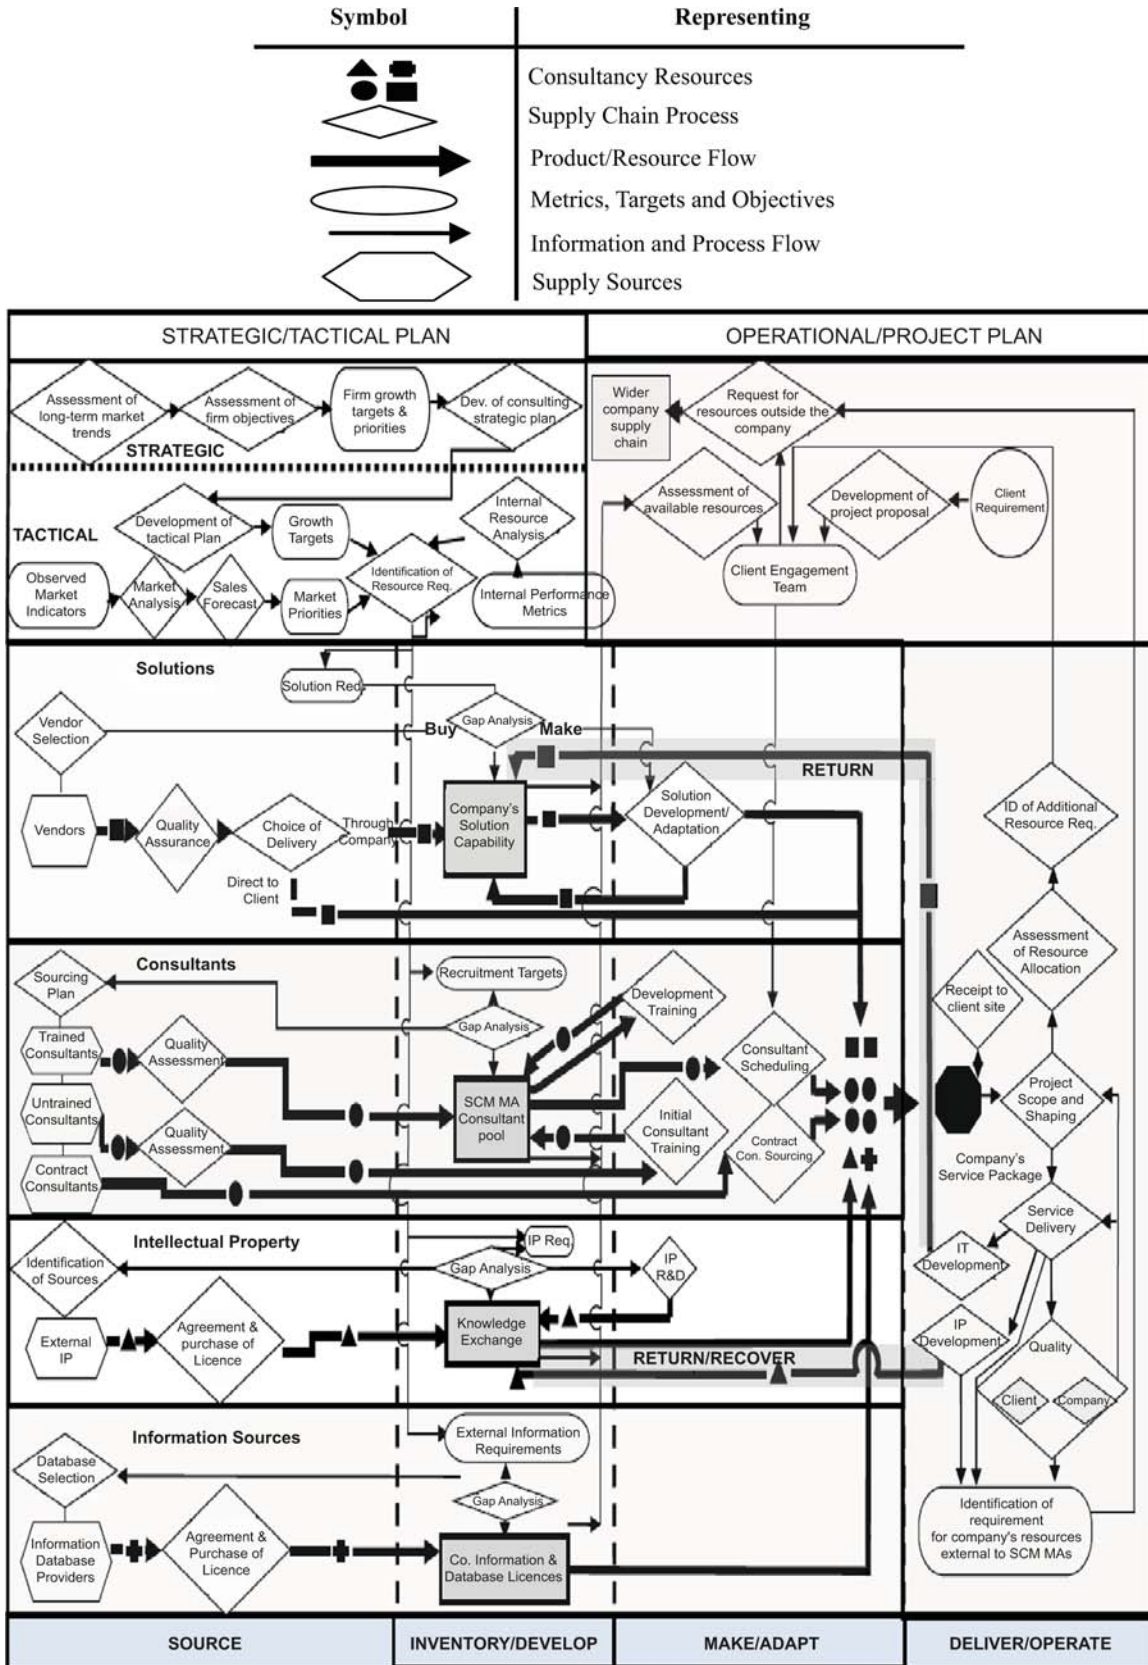 Symbol
Representing
Consultancy Resources
Supply Chain Process
Product/Resource Flow
Metrics, Targets and Objectives
Information and Process Flow
Supply Sources
STRATEGIC/TACTICAL PLAN
OPERATIONAL/PROJECT PLAN
Assessment of
long-term market
trends
Assessment of
firm objectives
Firm growth
targets &
priorities
Dev. of consulting
strategic plan
STRATEGIC
Wider
company
supply
chain
Request for
resources outside the
company
TACTICAL
Development of
tactical Plan
Growth
Targets
Internal
Resource
Analysis
Identification of
Resource Req.
Observed
Market
Indicators
Market
Analysis
Sales
Forecast
Market
Priorities
Internal Performance
Metrics
Assessment of
available resources
Development of
project proposal
Client
Requirement
Client Engagement
Team
Solutions
Solution Req.
Vendor
Selection
Buy
Gap Analysis
Make
RETURN
Vendors
Quality
Assurance
Choice of
Delivery
Through
Company
Company's
Solution
Capability
Solution
Development/
Adaptation
Direct to
Client
ID of Additional
Resource Req.
Assessment
of Resource
Allocation
Receipt to
client site
Project
Scope and
Shaping
Company's
Service Package
Service
Delivery
IT
Development
IP
Development
Quality
Client
Company
Identification of
requirement
for company's resources
external to SCM MAs
Consultants
Sourcing
Plan
Recruitment Targets
Gap Analysis
Development
Training
Trained
Consultants
Quality
Assessment
Untrained
Consultants
Quality
Assessment
Contract
Consultants
SCM MA
Consultant
pool
Consultant
Scheduling
Initial
Consultant
Training
Contract
Con. Sourcing
Intellectual Property
IP Req.
Identification
of Sources
Gap Analysis
IP
R&D
External
IP
Agreement &
purchase of
Licence
Knowledge
Exchange
RETURN/RECOVER
Information Sources
External Information
Requirements
Database
Selection
Gap Analysis
Information
Database
Providers
Agreement &
Purchase of
Licence
Co. Information &
Database Licences
SOURCE
INVENTORY/DEVELOP
MAKE/ADAPT
DELIVER/OPERATE